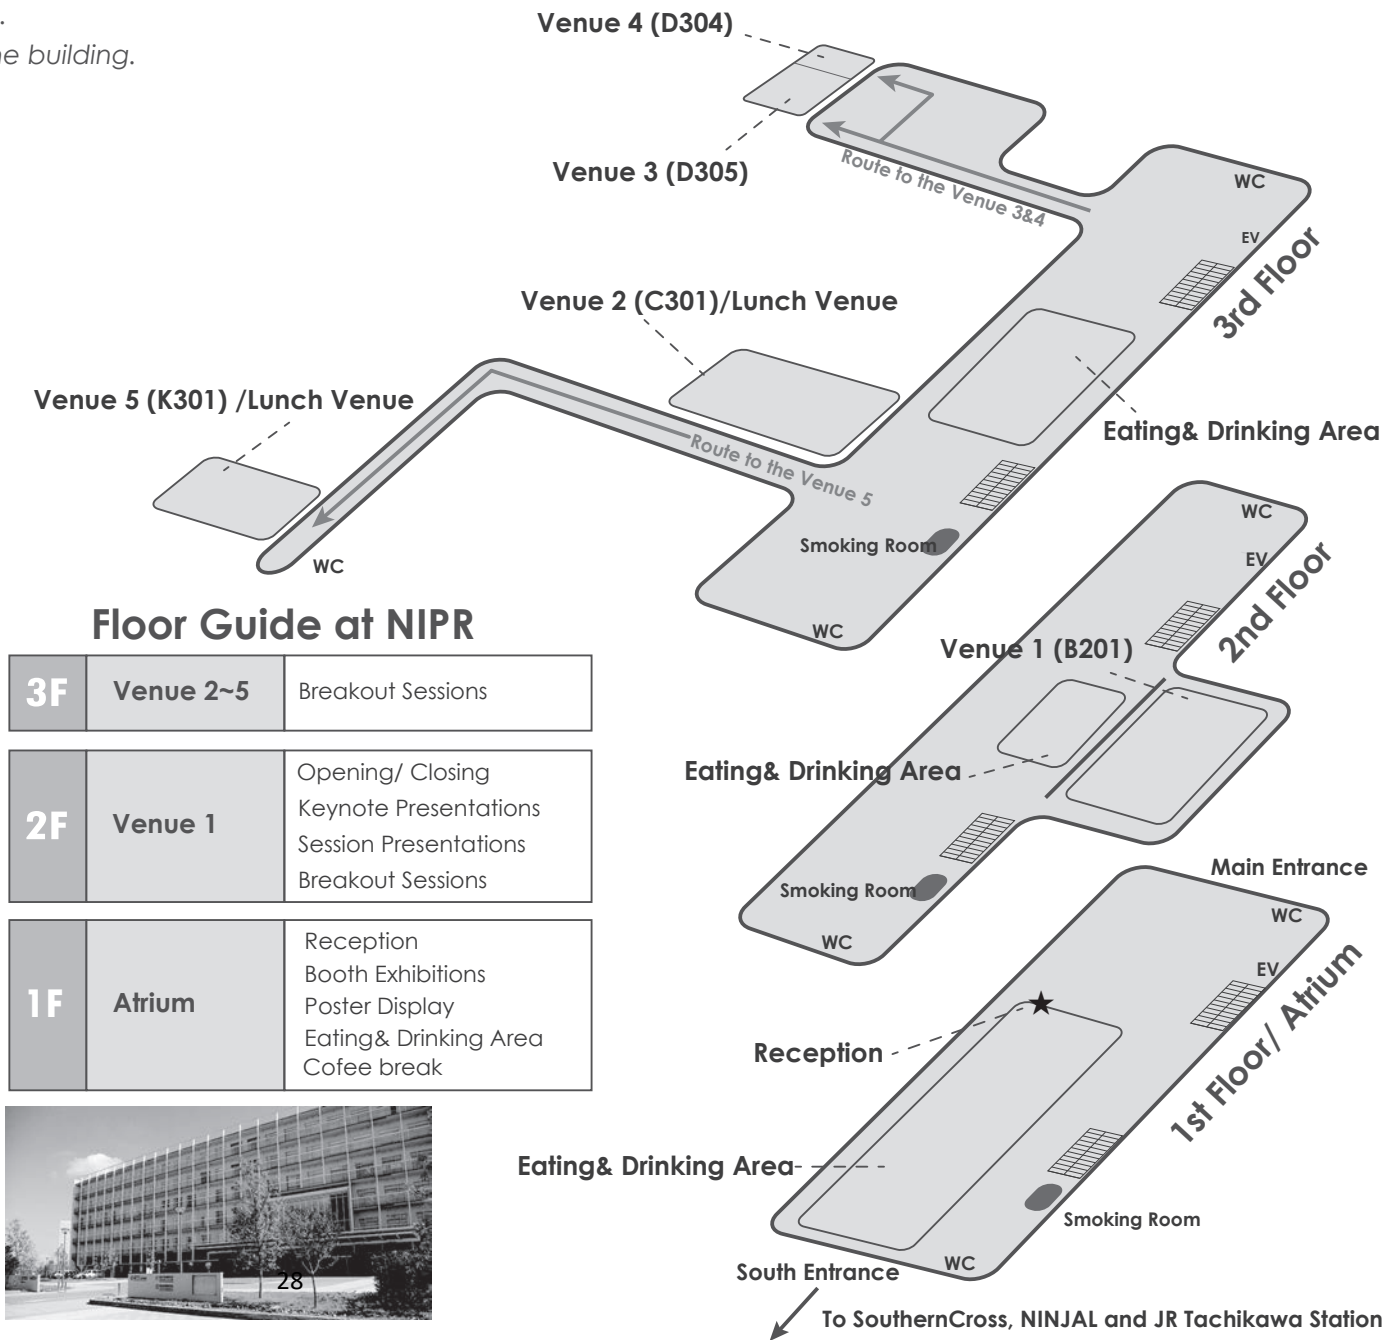 .
ne building.
Venue 4 (D304)
Venue 3 (D305)
Route to the Venue 3&4
WC
EV
3rd Floor
Venue 2 (C301)/Lunch Venue
Venue 5 (K301) /Lunch Venue
Eating& Drinking Area
Route to the Venue 5
Smoking Room
WC
WC
WC
EV
2nd Floor
Venue 1 (B201)
Eating& Drinking Area
Smoking Room
WC
Floor Guide at NIPR
3F
Venue 2~5
Breakout Sessions
2F
Venue 1
Opening/ Closing
Keynote Presentations
Session Presentations
Breakout Sessions
1F
Atrium
Reception
Booth Exhibitions
Poster Display
Eating& Drinking Area
Cofee break
Main Entrance
WC
EV
1st Floor/ Atrium
Reception
Eating& Drinking Area
Smoking Room
WC
South Entrance
To SouthernCross, NINJAL and JR Tachikawa Station
28